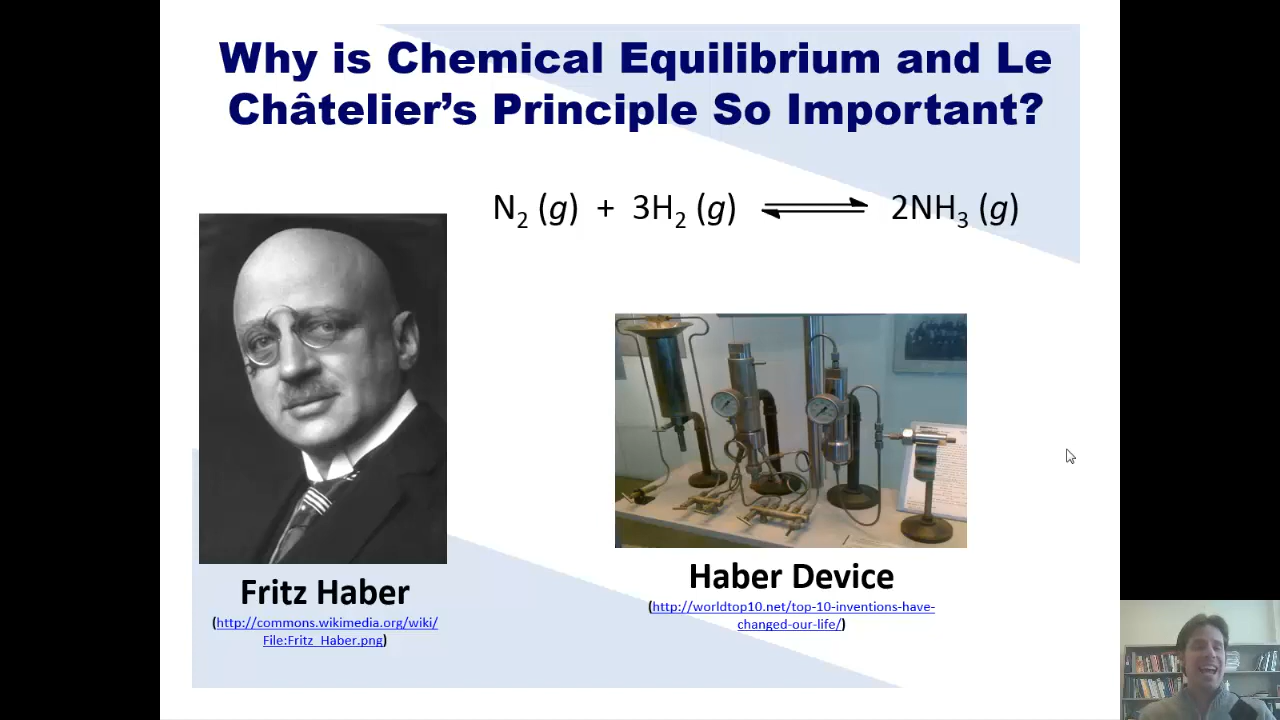 Why is Chemical Equilibrium and Le
Châtelier’s Principle So Important?
N₂ (g) + 3H₂ (g) ⇌ 2NH₃ (g)
Fritz Haber
(http://commons.wikimedia.org/wiki/
File:Fritz_Haber.png)
Haber Device
(http://worldtop10.net/top-10-inventions-have-
changed-our-life/)